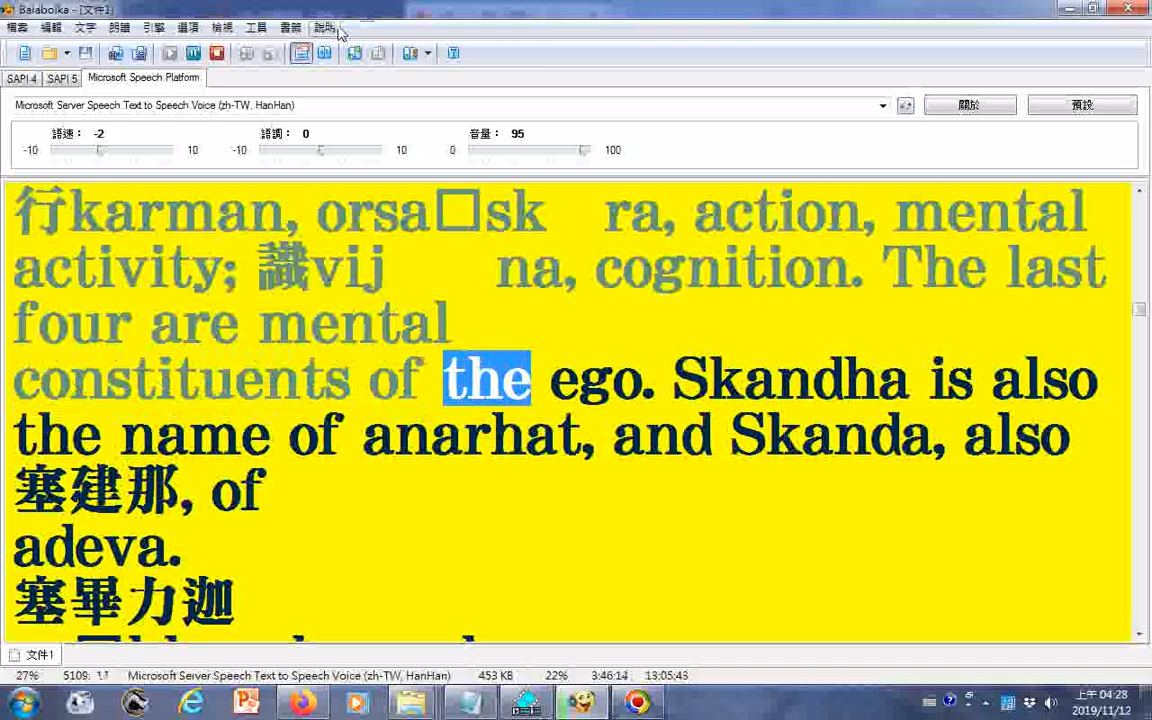 Balabolka - [文件1]
檔案 編輯 文字 朗讀 引擎 選項 檢視 工具 書籤 說明
SAPI 4 SAPI 5 Microsoft Speech Platform
Microsoft Server Speech Text to Speech Voice (zh-TW, HanHan) 關於 預設
語速： -2 語調： 0 音量： 95
-10 10 -10 10 0 100
行karman, orsa□sk ra, action, mental
activity; 識vij na, cognition. The last
four are mental
constituents of the ego. Skandha is also
the name of anarhat, and Skanda, also
塞建那, of
adeva.
塞畢力迦
文件1
27% 5109: Microsoft Server Speech Text to Speech Voice (zh-TW, HanHan) 453 KB 22% 3:46:14 13:05:43
上午 04:28
2019/11/12